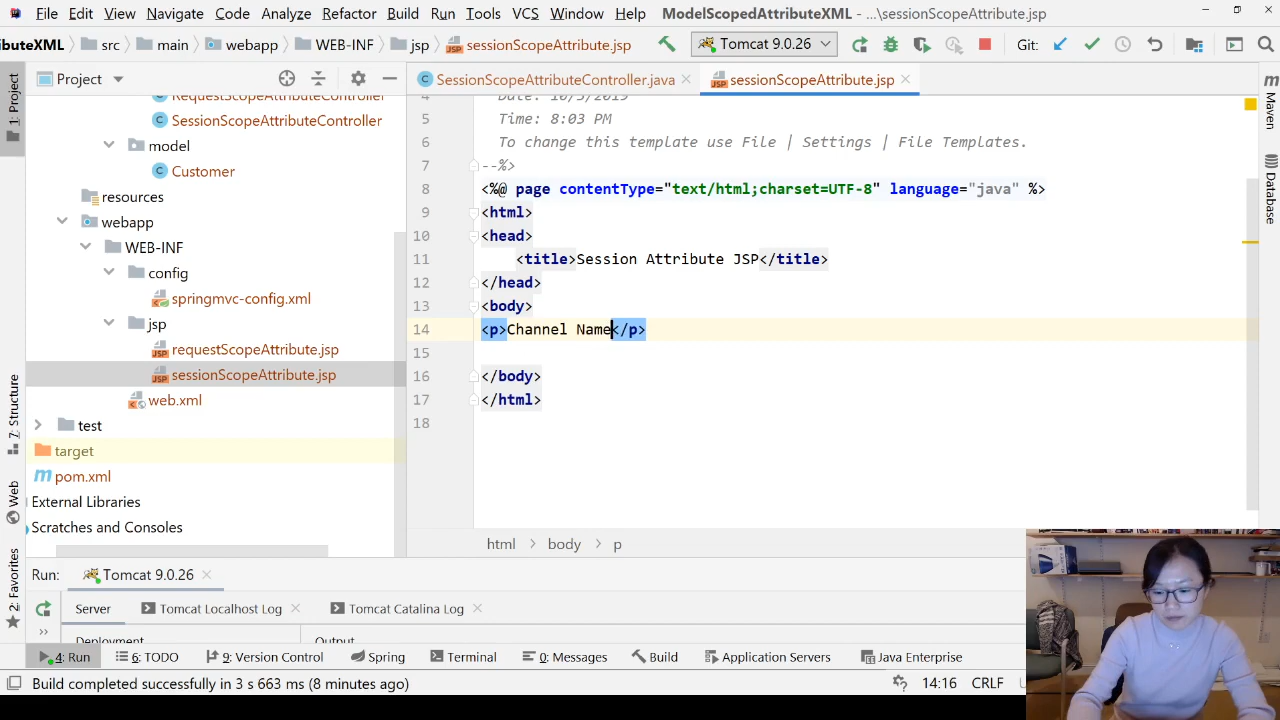 File Edit View Navigate Code Analyze Refactor Build Run Tools VCS Window Help ModelScopedAttributeXML - ...\sessionScopeAttribute.jsp
ibuteXML src main webapp WEB-INF jsp sessionScopeAttribute.jsp Tomcat 9.0.26 Git:
Project
SessionScopeAttributeController.java
sessionScopeAttribute.jsp
RequestScopeAttributeController
SessionScopeAttributeController
model
Customer
resources
webapp
WEB-INF
config
springmvc-config.xml
jsp
requestScopeAttribute.jsp
sessionScopeAttribute.jsp
web.xml
test
target
pom.xml
External Libraries
Scratches and Consoles
4 Date: 10/5/2019
5 Time: 8:03 PM
6 To change this template use File | Settings | File Templates.
7 --%>
8 <%@ page contentType="text/html;charset=UTF-8" language="java" %>
9 <html>
10 <head>
11 <title>Session Attribute JSP</title>
12 </head>
13 <body>
14 <p>Channel Name</p>
15
16 </body>
17 </html>
18
html > body > p
1: Project
7: Structure
Web
2: Favorites
Maven
Database
Run: Tomcat 9.0.26
Server Tomcat Localhost Log Tomcat Catalina Log
Deployment Output
4: Run 6: TODO 9: Version Control Spring Terminal 0: Messages Build Application Servers Java Enterprise
Build completed successfully in 3 s 663 ms (8 minutes ago) 14:16 CRLF